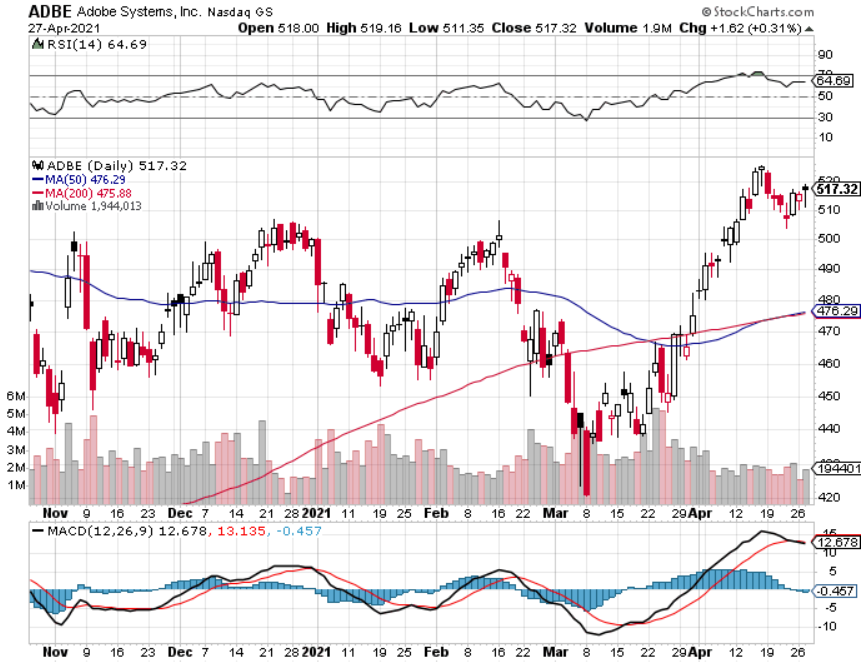 ADBE Adobe Systems, Inc. Nasdaq GS © StockCharts.com
27-Apr-2021 Open 518.00 High 519.16 Low 511.35 Close 517.32 Volume 1.9M Chg +1.62 (+0.31%)
RSI(14) 64.69
90
70
64.69
50
30
10
ADBE (Daily) 517.32
MA(50) 476.29
MA(200) 475.88
Volume 1,944,013
520
517.32
510
500
490
480
476.29
470
460
6M 450
5M
4M 440
3M
2M 430
194401
1M
420
Nov 9 16 23 Dec 7 14 21 28 2021 11 19 25 Feb 8 16 22 Mar 8 15 22 29 Apr 12 19 26
MACD(12,26,9) 12.678, 13.135, -0.457
15
12.678
10
5
-0.457
-5
-10
Nov 9 16 23 Dec 7 14 21 28 2021 11 19 25 Feb 8 16 22 Mar 8 15 22 29 Apr 12 19 26